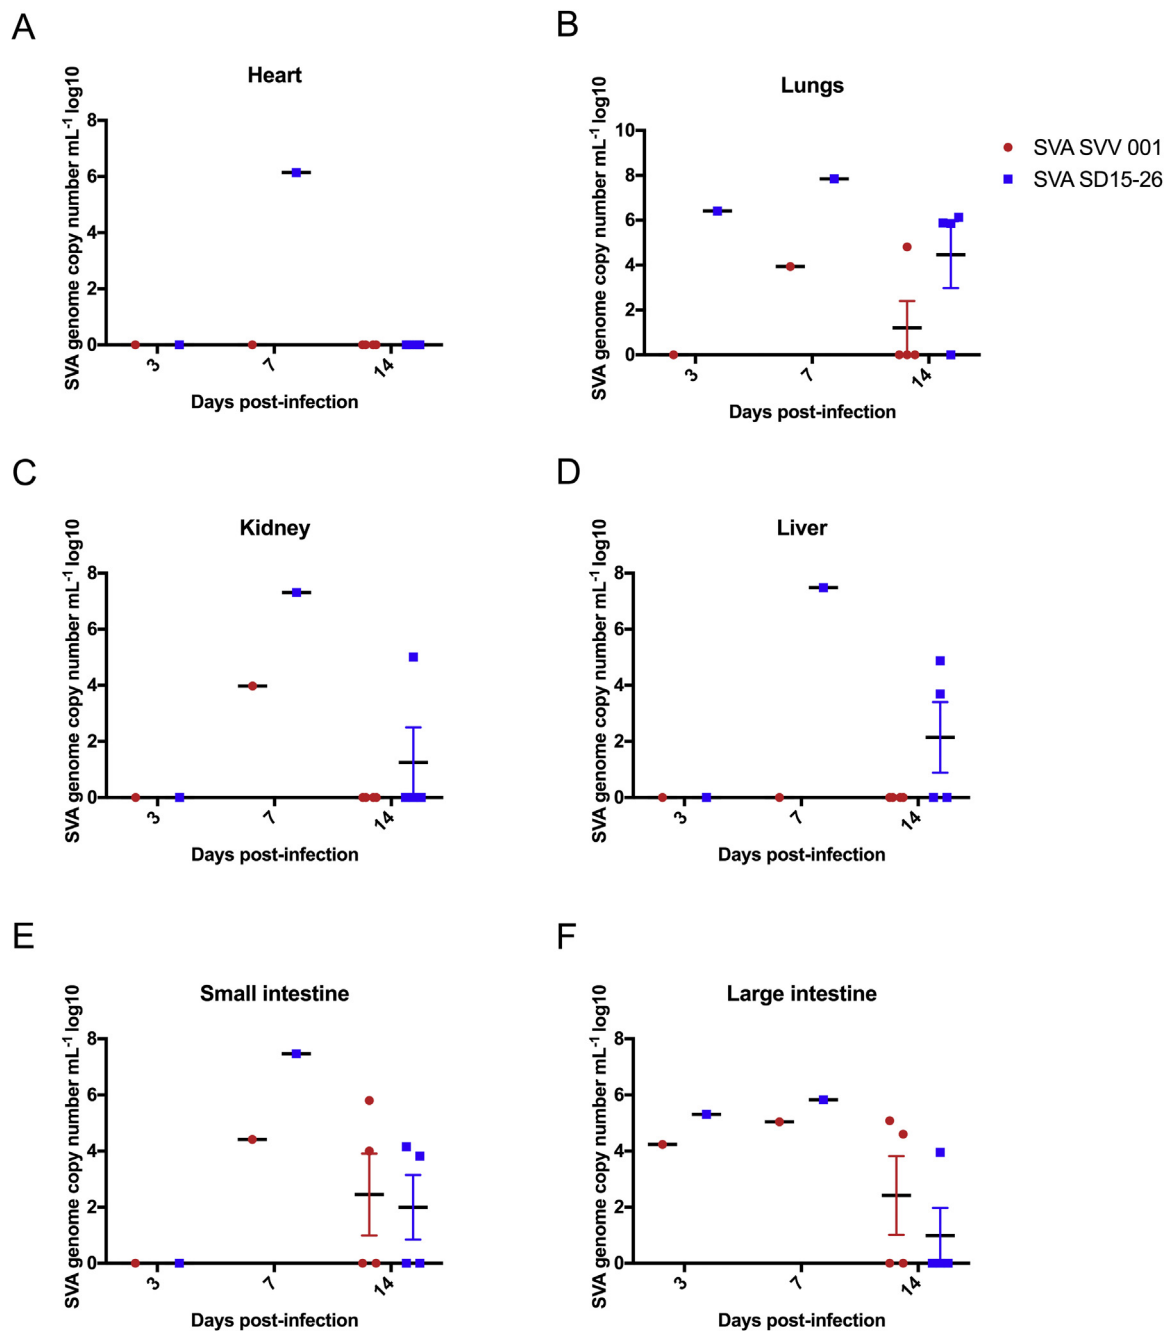 A
Heart
SVA genome copy number mL-1 log10
8
6
4
2
0
3
7
14
Days post-infection
B
Lungs
SVA genome copy number mL-1 log10
10
8
6
4
2
0
3
7
14
Days post-infection
SVA SVV 001
SVA SD15-26
C
Kidney
SVA genome copy number mL-1 log10
8
6
4
2
0
3
7
14
Days post-infection
D
Liver
SVA genome copy number mL-1 log10
8
6
4
2
0
3
7
14
Days post-infection
E
Small intestine
SVA genome copy number mL-1 log10
8
6
4
2
0
3
7
14
Days post-infection
F
Large intestine
SVA genome copy number mL-1 log10
8
6
4
2
0
3
7
14
Days post-infection